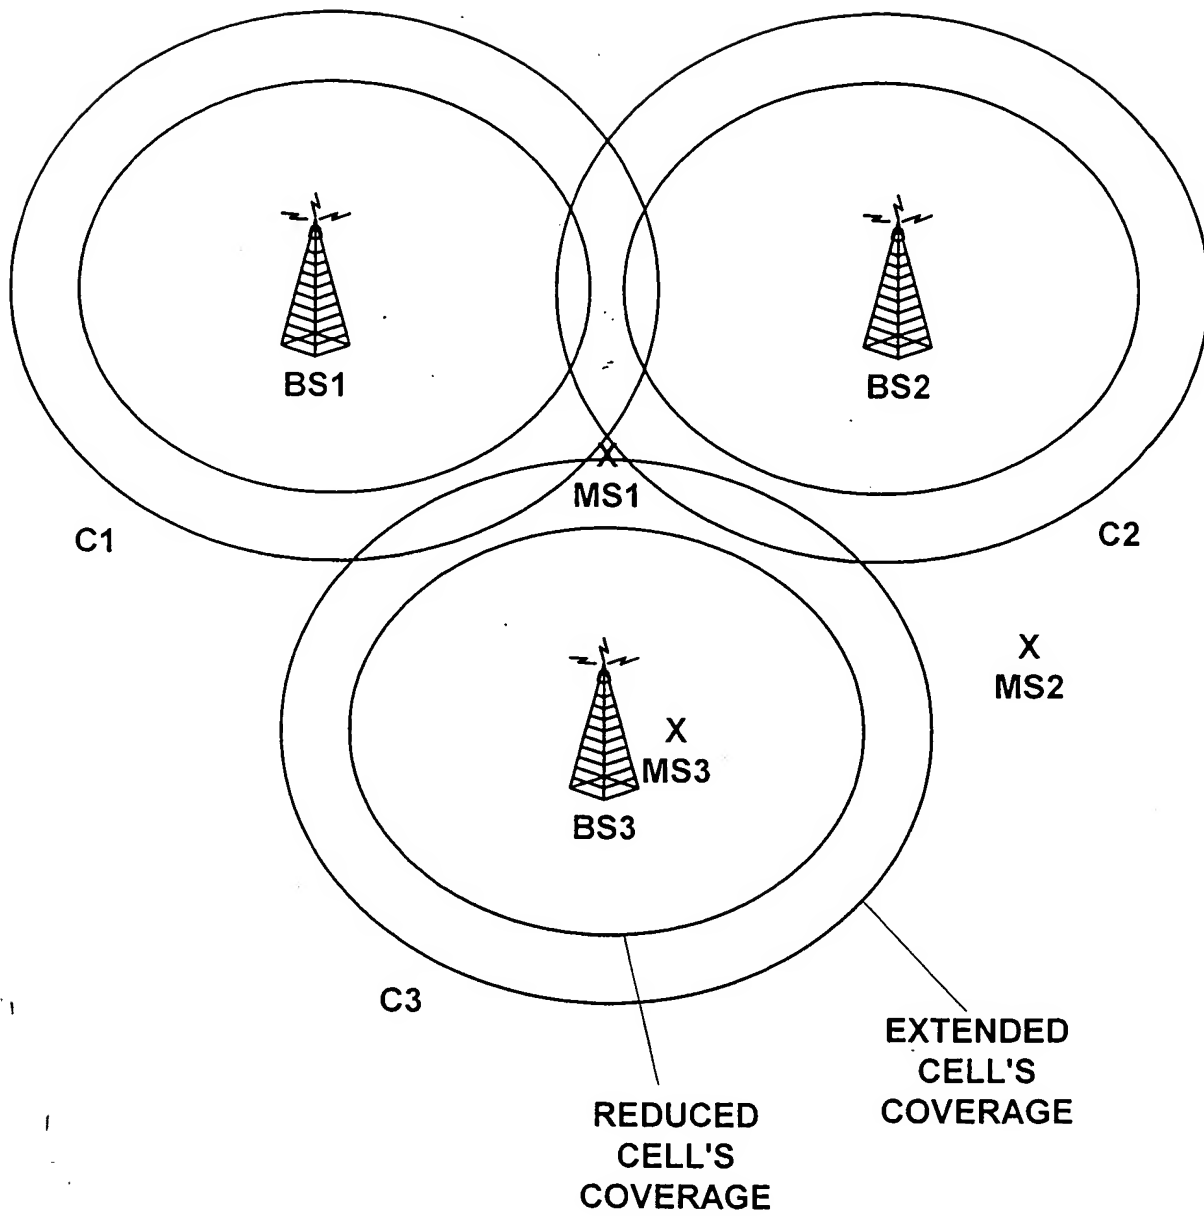 BS1
BS2
X
MS1
C1
C2
X
MS2
X
MS3
BS3
C3
EXTENDED
CELL'S
COVERAGE
REDUCED
CELL'S
COVERAGE